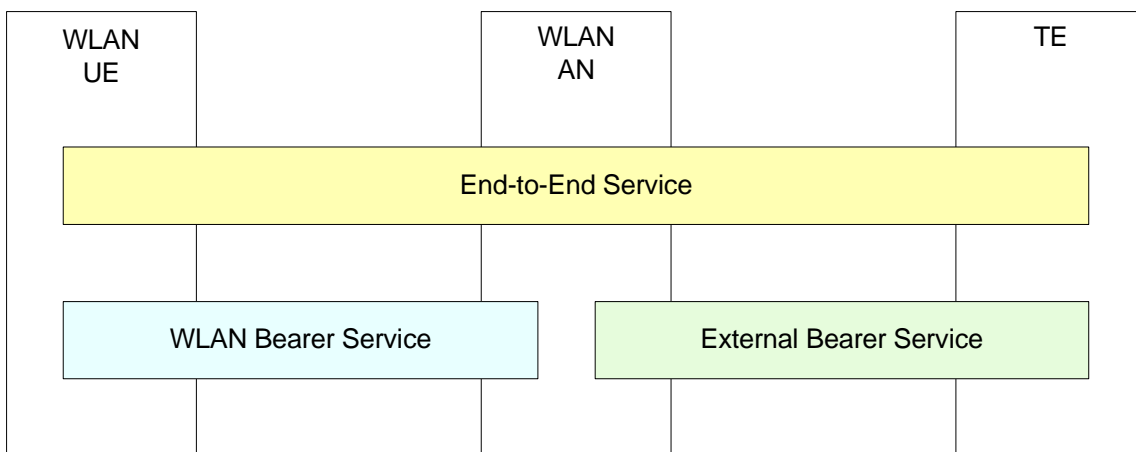 WLAN
UE
WLAN
AN
TE
End-to-End Service
WLAN Bearer Service
External Bearer Service